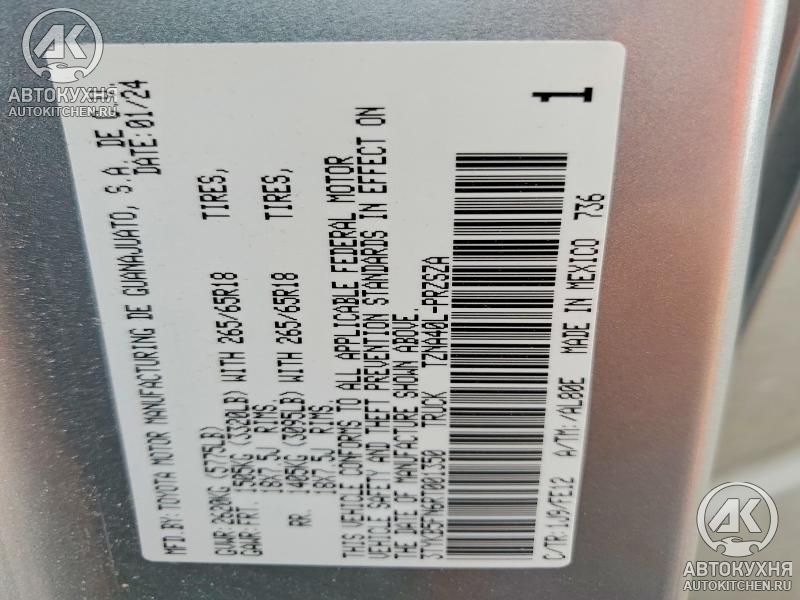 MFD.BY: TOYOTA MOTOR MANUFACTURING DE GUANAJUATO, S.A. DE
DATE: 01/24
GVWR: 2620KG (5775LB)
GAWR: FRT. 1505KG (3320LB) WITH 265/65R18 TIRES,
18X7.5J RIMS.
RR. 1405KG (3095LB) WITH 265/65R18 TIRES,
18X7.5J RIMS.
THIS VEHICLE CONFORMS TO ALL APPLICABLE FEDERAL MOTOR
VEHICLE SAFETY AND THEFT PREVENTION STANDARDS IN EFFECT ON
THE DATE OF MANUFACTURE SHOWN ABOVE.
TRUCK TZNA40L-PRZSZA
1
C/TR: 1J9/FE12 A/TM: /AL80E MADE IN MEXICO 736
AK
АВТОКУХНЯ
AUTOKITCHEN.RU
AK
АВТОКУХНЯ
AUTOKITCHEN.RU